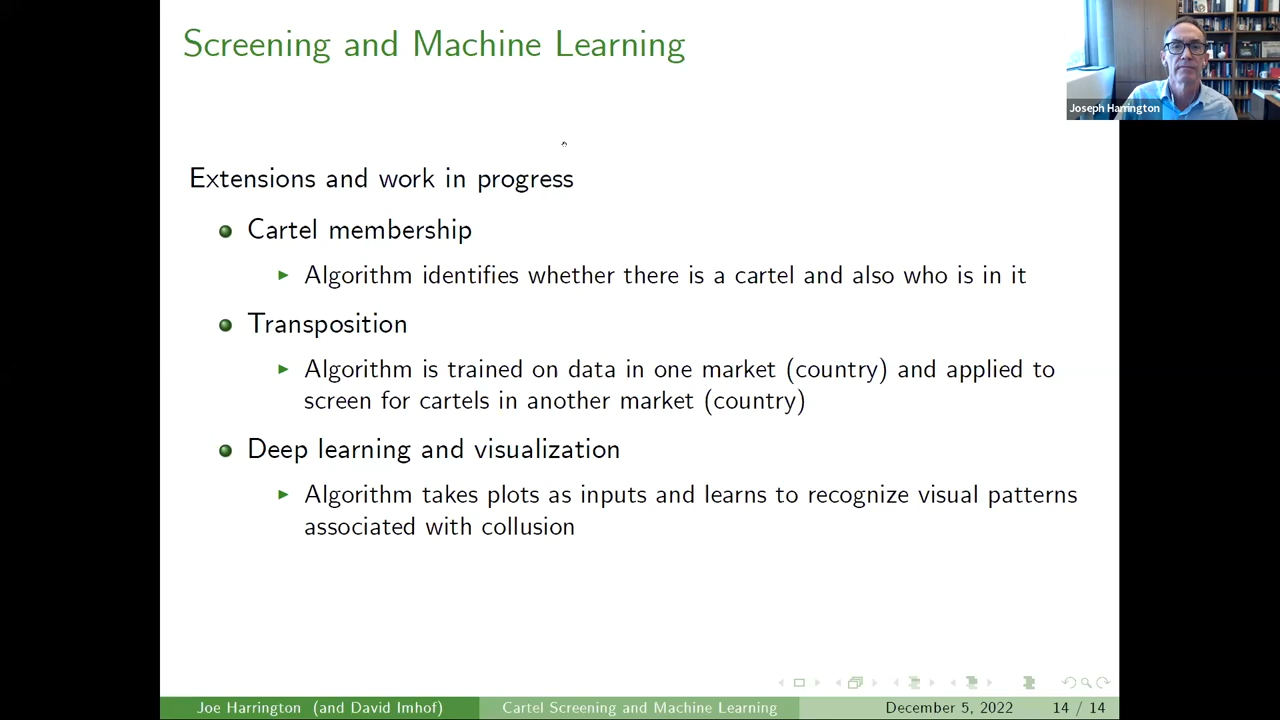 Screening and Machine Learning
Joseph Harrington
Extensions and work in progress
Cartel membership
Algorithm identifies whether there is a cartel and also who is in it
Transposition
Algorithm is trained on data in one market (country) and applied to
screen for cartels in another market (country)
Deep learning and visualization
Algorithm takes plots as inputs and learns to recognize visual patterns
associated with collusion
Joe Harrington (and David Imhof) Cartel Screening and Machine Learning December 5, 2022 14 / 14